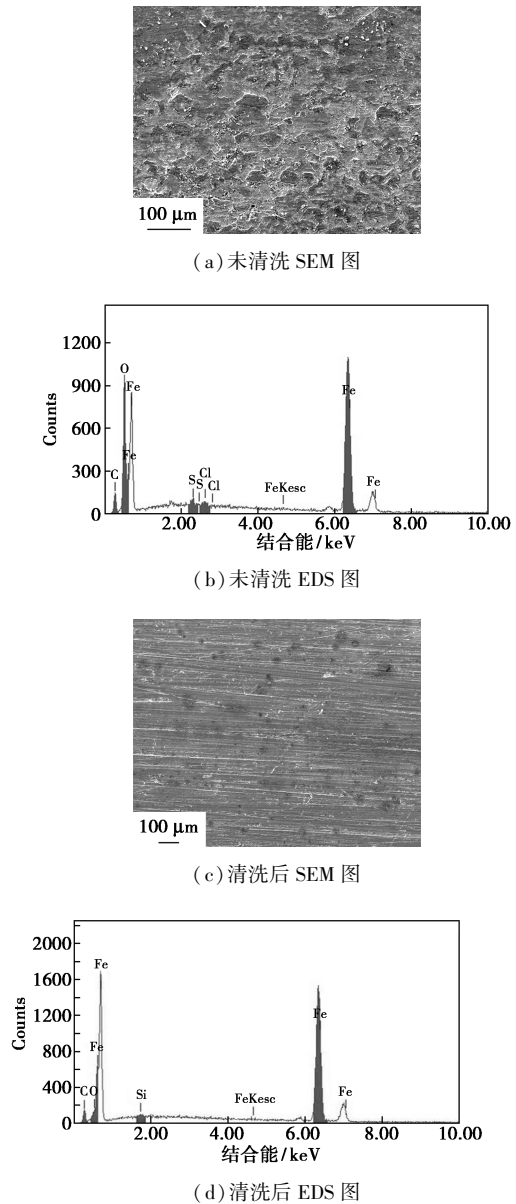 100 μm
(a)未清洗 SEM 图
1200
900
600
300
0
Counts
C
O
Fe
Fe
S
S
Cl
Cl
FeKesc
Fe
Fe
2.00 4.00 6.00 8.00 10.00
结合能/keV
(b)未清洗 EDS 图
100 μm
(c)清洗后 SEM 图
2000
1600
1200
800
400
0
Counts
C
O
Fe
Fe
Si
FeKesc
Fe
Fe
2.00 4.00 6.00 8.00 10.00
结合能/keV
(d)清洗后 EDS 图